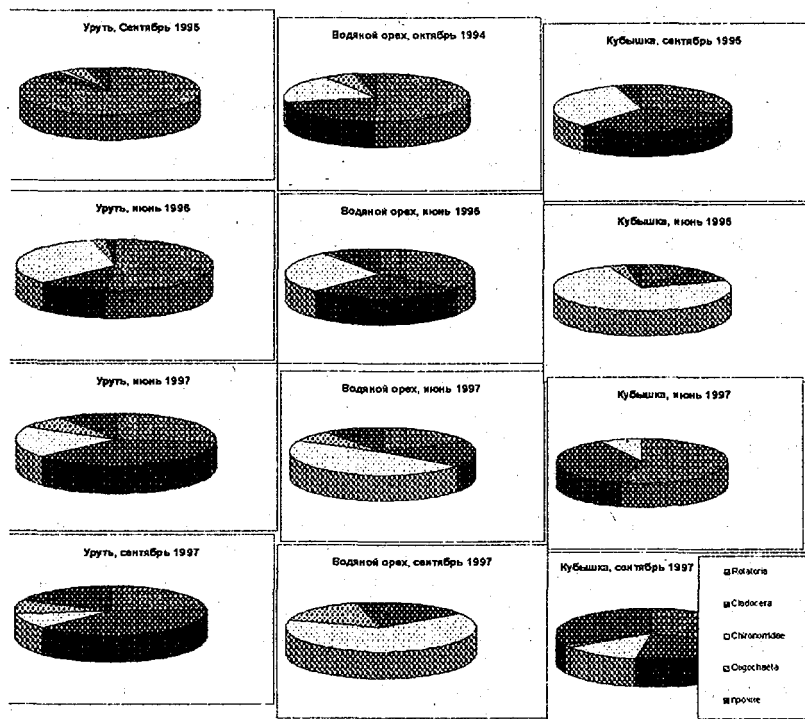 Уруть, Сентябрь 1995
Водяной орех, октябрь 1994
Кубышка, сентябрь 1995
Уруть, июнь 1996
Водяной орех, июнь 1996
Кубышка, июнь 1996
Уруть, июнь 1997
Водяной орех, июнь 1997
Кубышка, июнь 1997
Уруть, сентябрь 1997
Водяной орех, сентябрь 1997
Кубышка, сентябрь 1997
Rotatoria
Cladocera
Chironomidae
Oligochaeta
прочие